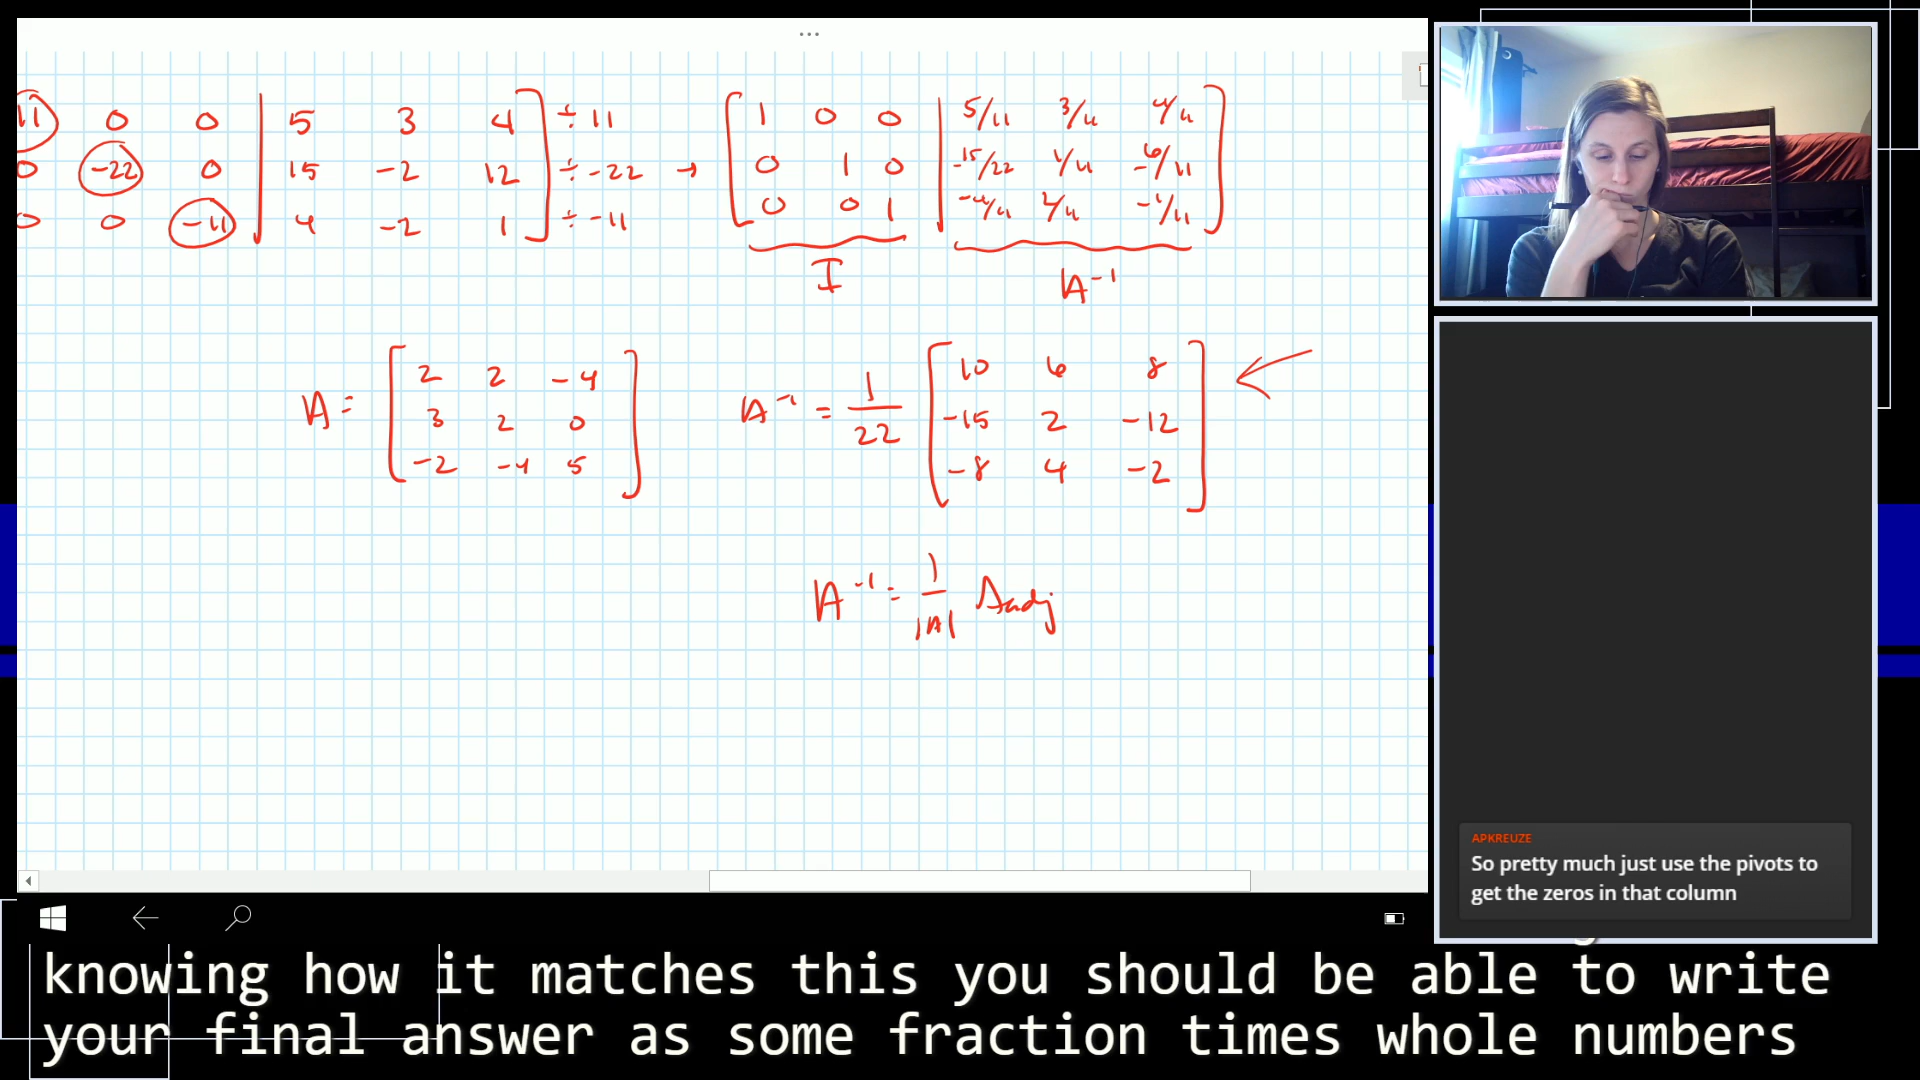 ...
11 0 0 | 5 3 4 ] ÷ 11
0 -22 0 | 15 -2 12 ] ÷ -22 →
0 0 -11 | 4 -2 1 ] ÷ -11
[ 1 0 0 | 5/11 3/11 4/11 ]
[ 0 1 0 | -15/22 1/11 -6/11 ]
[ 0 0 1 | -4/11 2/11 -1/11 ]
I A⁻¹
A = [ 2 2 -4
3 2 0
-2 -4 5 ]
A⁻¹ = 1/22 [ 10 6 8
-15 2 -12
-8 4 -2 ]
A⁻¹ = 1/|A| Aadj
APKREUZE
So pretty much just use the pivots to
get the zeros in that column
knowing how it matches this you should be able to write
your final answer as some fraction times whole numbers